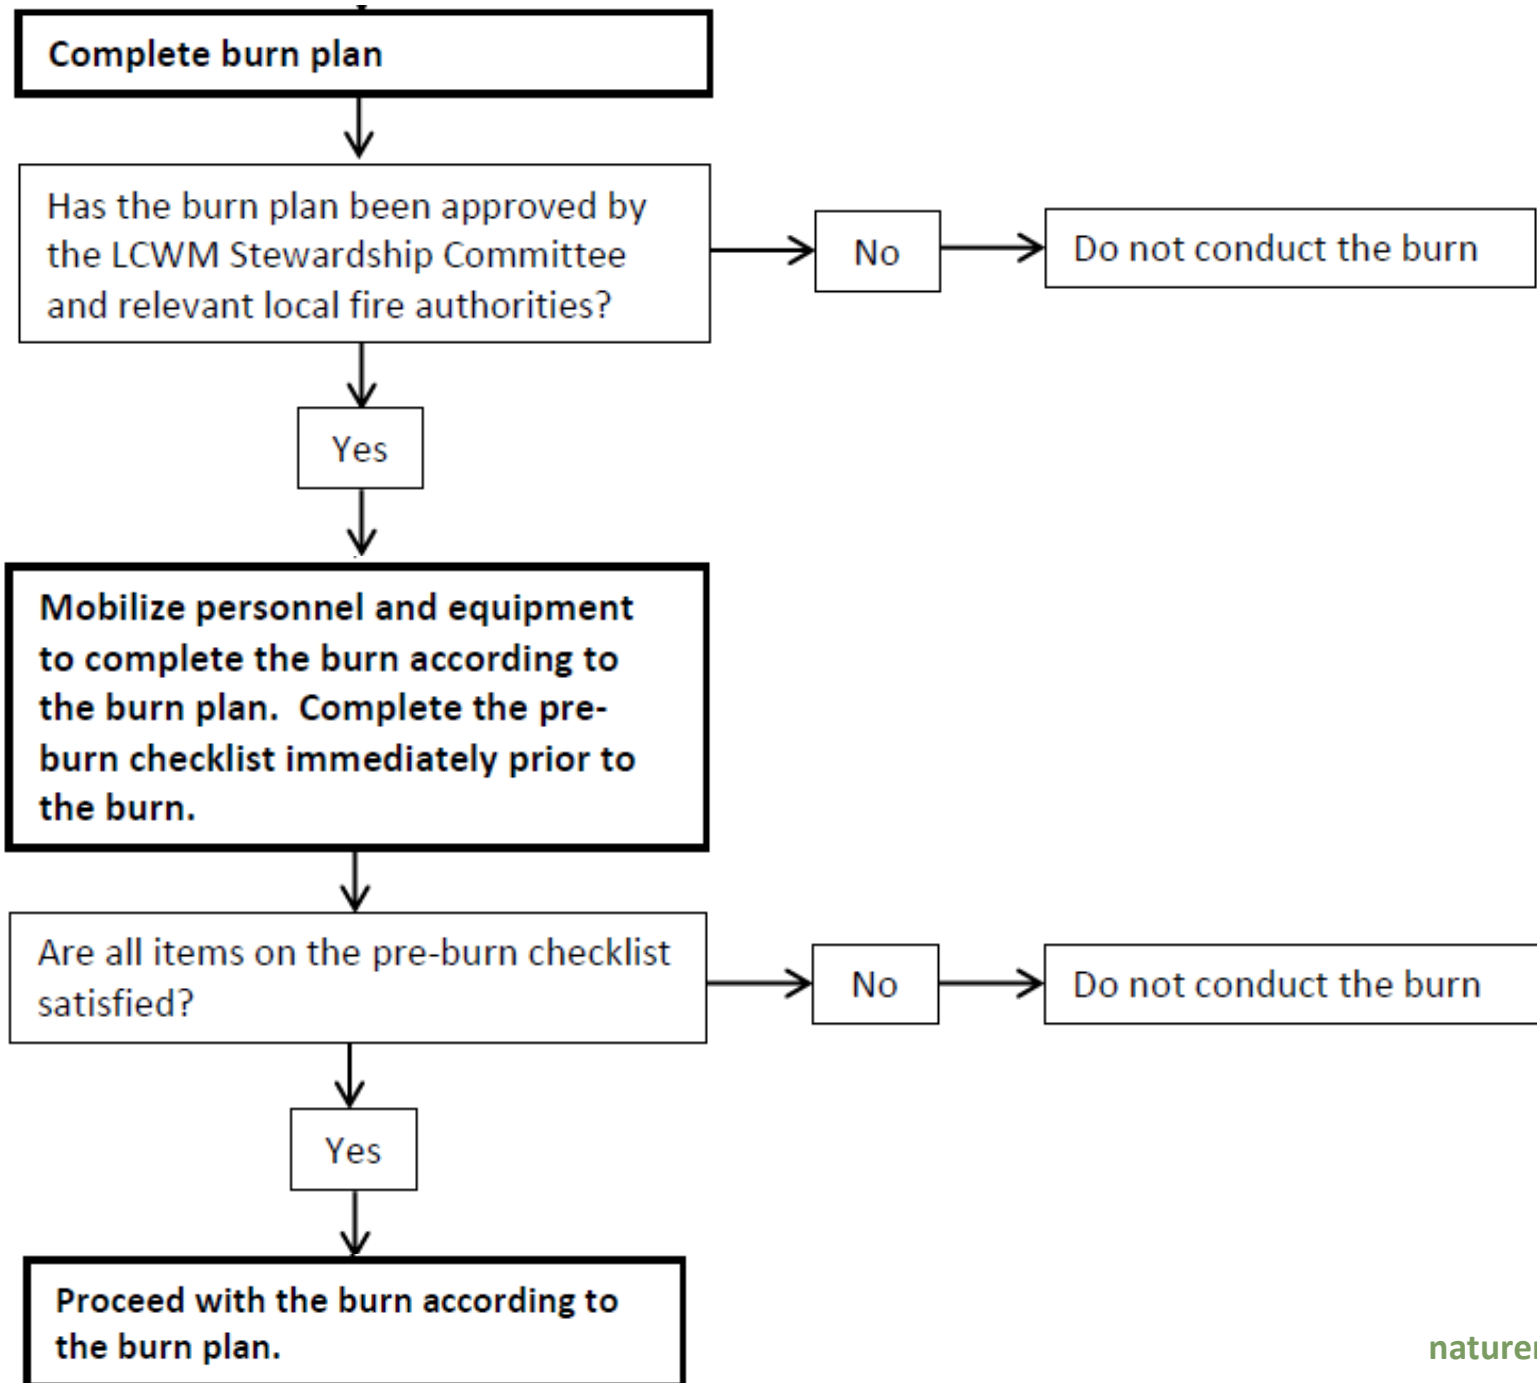 Complete burn plan
Has the burn plan been approved by
the LCWM Stewardship Committee
and relevant local fire authorities?
No
Do not conduct the burn
Yes
Mobilize personnel and equipment
to complete the burn according to
the burn plan.  Complete the pre-
burn checklist immediately prior to
the burn.
Are all items on the pre-burn checklist
satisfied?
No
Do not conduct the burn
Yes
Proceed with the burn according to
the burn plan.